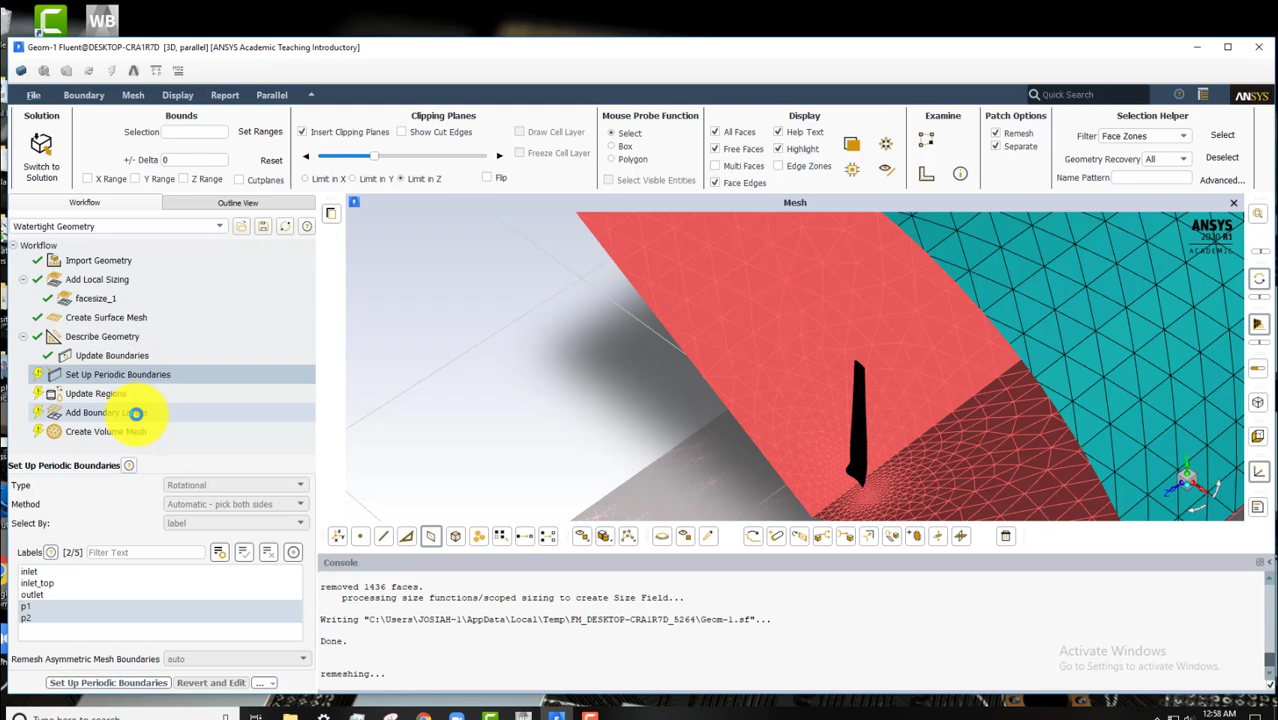 WB
Geom-1 Fluent@DESKTOP-CRA1R7D [3D, parallel] [ANSYS Academic Teaching Introductory]
File Boundary Mesh Display Report Parallel Quick Search ANSYS
Solution
Switch to
Solution
Bounds
Selection Set Ranges
+/- Delta 0 Reset
X Range Y Range Z Range Cutplanes
Clipping Planes
Insert Clipping Planes Show Cut Edges Draw Cell Layer
Freeze Cell Layer
Limit in X Limit in Y Limit in Z Flip
Mouse Probe Function
Select
Box
Polygon
Select Visible Entities
Display
All Faces Help Text
Free Faces Highlight
Multi Faces Edge Zones
Face Edges
Examine
Patch Options
Remesh
Separate
Selection Helper
Filter Face Zones Select
Geometry Recovery All Deselect
Name Pattern Advanced...
Workflow Outline View
Watertight Geometry
Workflow
Import Geometry
Add Local Sizing
facesize_1
Create Surface Mesh
Describe Geometry
Update Boundaries
Set Up Periodic Boundaries
Update Regions
Add Boundary
Create Volume Mesh
Set Up Periodic Boundaries
Type Rotational
Method Automatic - pick both sides
Select By: label
Labels [2/5] Filter Text
inlet
inlet_top
outlet
p1
p2
Remesh Asymmetric Mesh Boundaries auto
Set Up Periodic Boundaries Revert and Edit ...
Mesh
ANSYS
2020 R1
ACADEMIC
Console
removed 1436 faces.
processing size functions/scoped sizing to create Size Field...
Writing "C:\Users\JOSIAH~1\AppData\Local\Temp\FM_DESKTOP-CRA1R7D_5264\Geom-1.sf"...
Done.
remeshing...
Activate Windows
Go to Settings to activate Windows.
Type here to search
12:58 AM